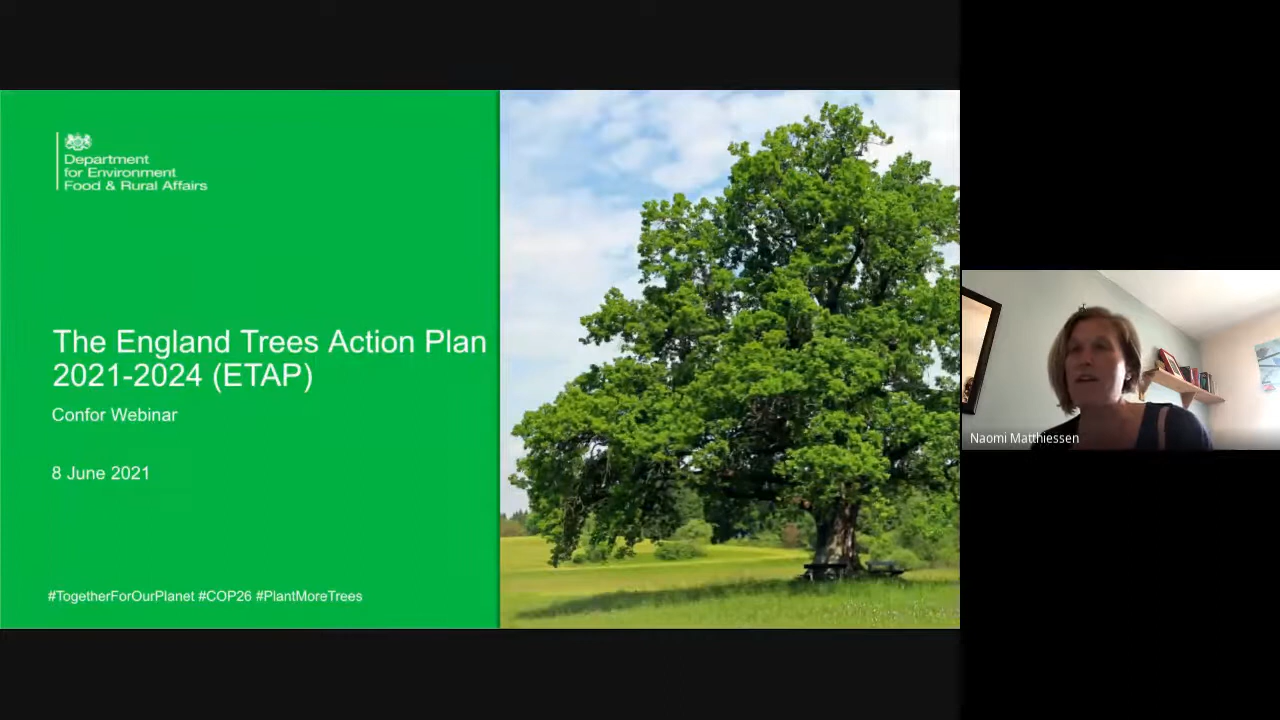 Department
for Environment
Food & Rural Affairs
The England Trees Action Plan
2021-2024 (ETAP)
Confor Webinar
8 June 2021
#TogetherForOurPlanet #COP26 #PlantMoreTrees
Naomi Matthiessen